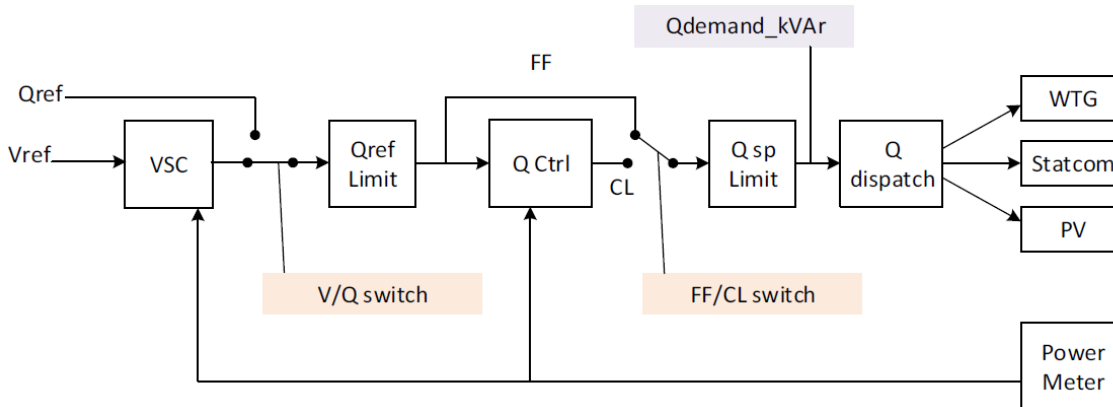 Qdemand_kVAr
FF
Qref
Vref
VSC
Qref
Limit
Q Ctrl
CL
Q sp
Limit
Q
dispatch
WTG
Statcom
PV
V/Q switch
FF/CL switch
Power
Meter